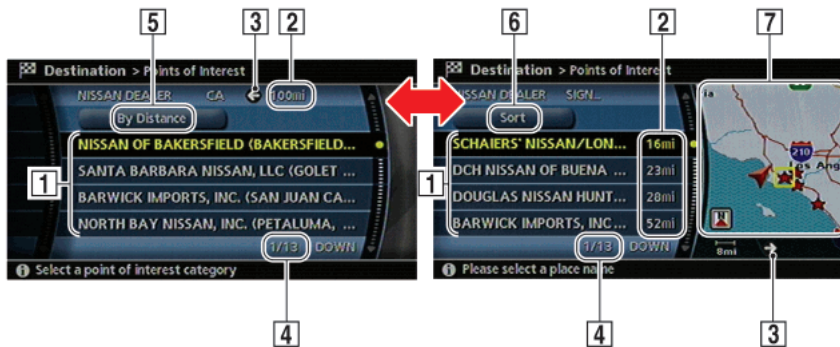 5 3 2 6 2 7
Destination > Points of Interest
NISSAN DEALER CA 100mi
By Distance
NISSAN OF BAKERSFIELD (BAKERSFIELD...
SANTA BARBARA NISSAN, LLC (GOLET ...
BARWICK IMPORTS, INC. (SAN JUAN CA...
NORTH BAY NISSAN, INC. (PETALUMA, ...
1/13 DOWN
Select a point of interest category
1
4
Destination > Points of Interest
NISSAN DEALER SIGN...
Sort
SCHAIERS' NISSAN/LON... 16mi
DCH NISSAN OF BUENA ... 23mi
DOUGLAS NISSAN HUNT... 28mi
BARWICK IMPORTS, INC... 52mi
1/13 DOWN
Please select a place name
1
ia
210
Los Ang
N
8mi
4 3